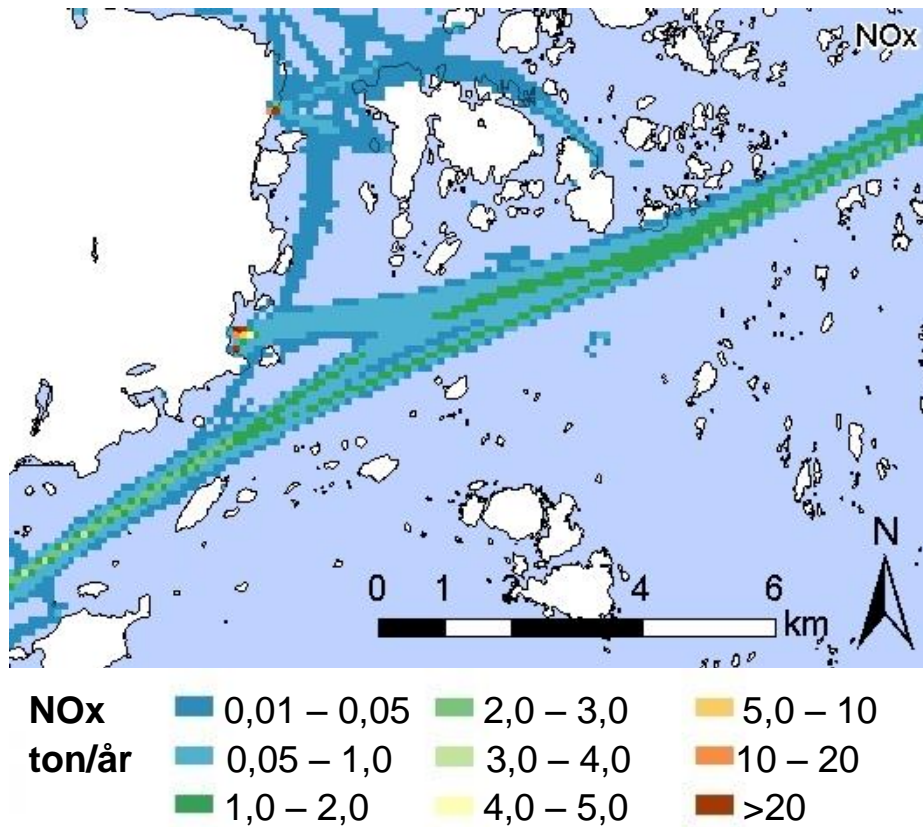 NOx
N
0 1 2 4 6
km
NOx 0,01 – 0,05 2,0 – 3,0 5,0 – 10
ton/år 0,05 – 1,0 3,0 – 4,0 10 – 20
1,0 – 2,0 4,0 – 5,0 >20